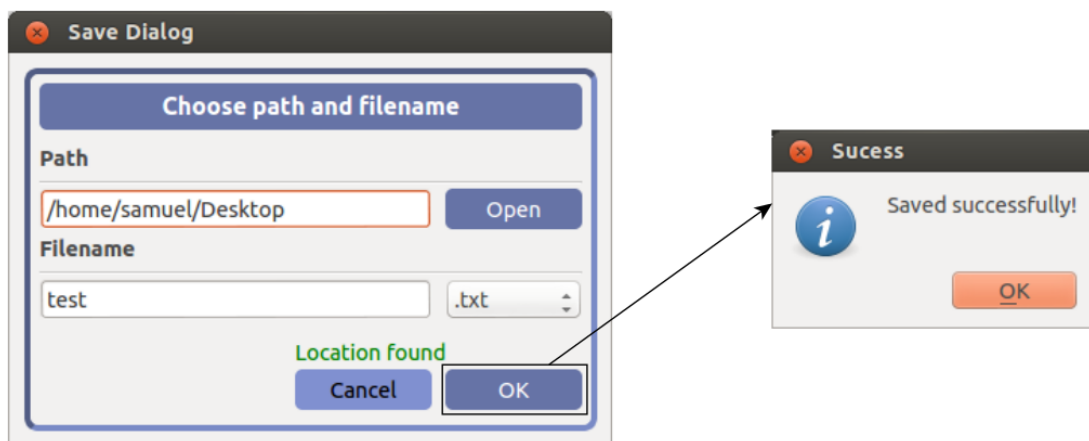 Save Dialog
Choose path and filename
Path
/home/samuel/Desktop
Open
Filename
test
.txt
Location found
Cancel
OK
Sucess
Saved successfully!
OK